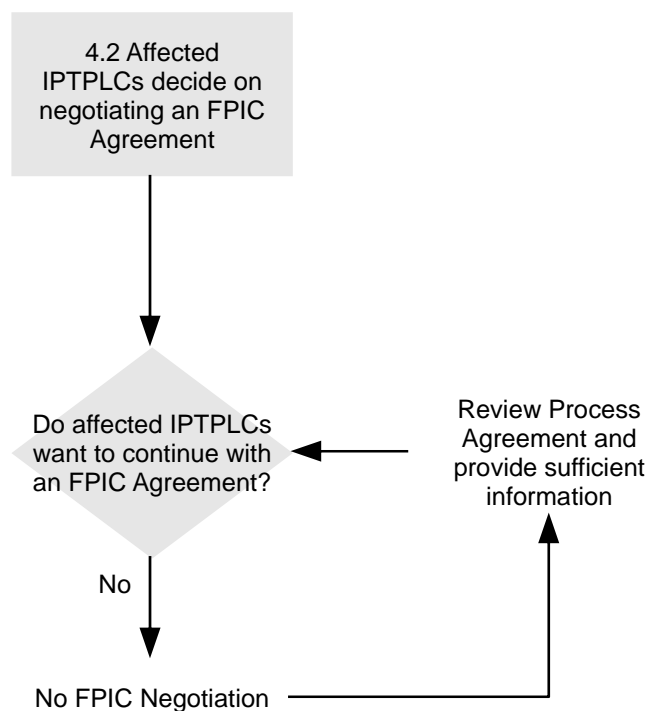 4.2 Affected
IPTPLCs decide on
negotiating an FPIC
Agreement
Do affected IPTPLCs
want to continue with
an FPIC Agreement?
Review Process
Agreement and
provide sufficient
information
No
No FPIC Negotiation